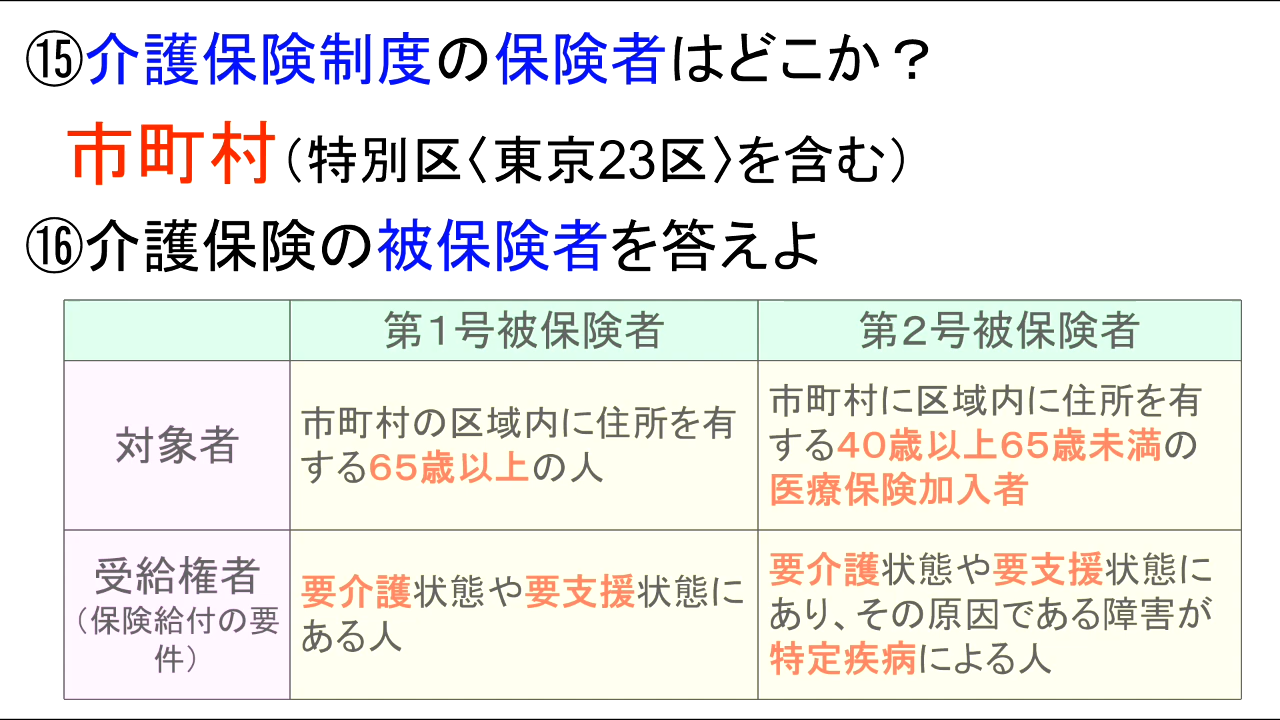 ⑮介護保険制度の保険者はどこか？
市町村（特別区〈東京23区〉を含む）
⑯介護保険の被保険者を答えよ
第１号被保険者
第２号被保険者
対象者
市町村の区域内に住所を有
する６５歳以上の人
市町村に区域内に住所を有
する４０歳以上６５歳未満の
医療保険加入者
受給権者
（保険給付の要
件）
要介護状態や要支援状態に
ある人
要介護状態や要支援状態に
あり、その原因である障害が
特定疾病による人